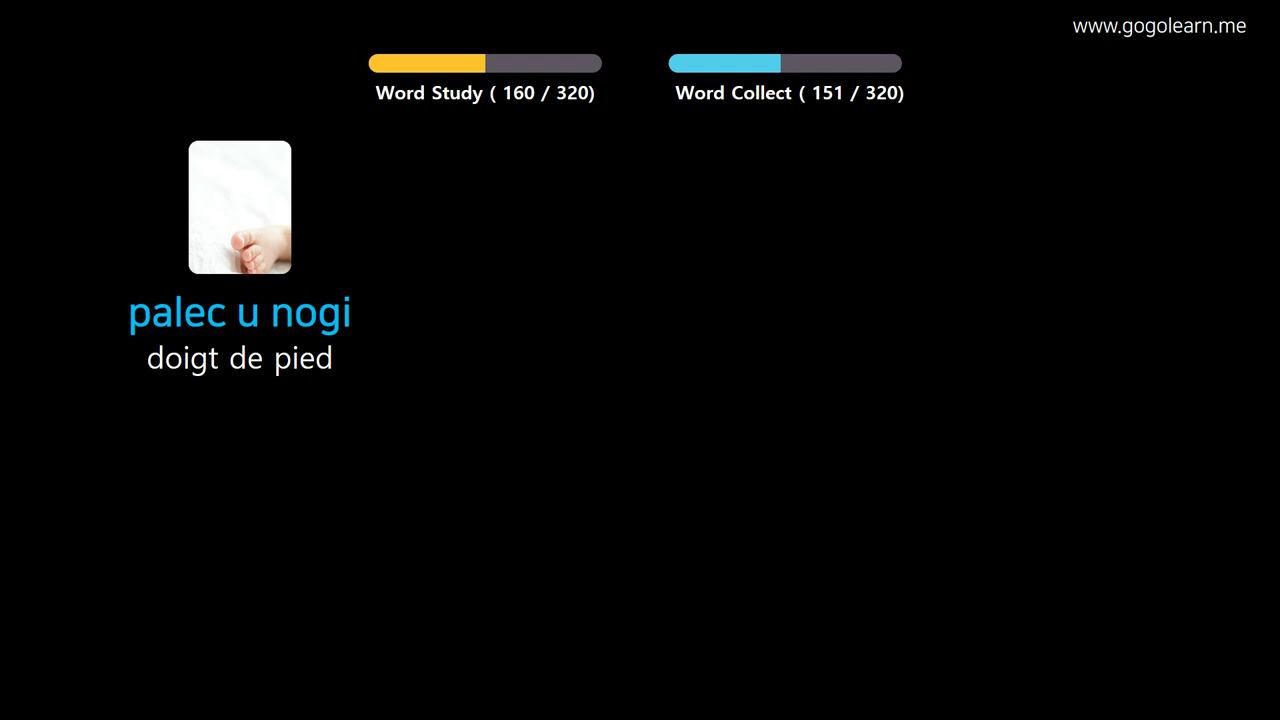 www.gogolearn.me
Word Study ( 160 / 320)
Word Collect ( 151 / 320)
palec u nogi
doigt de pied